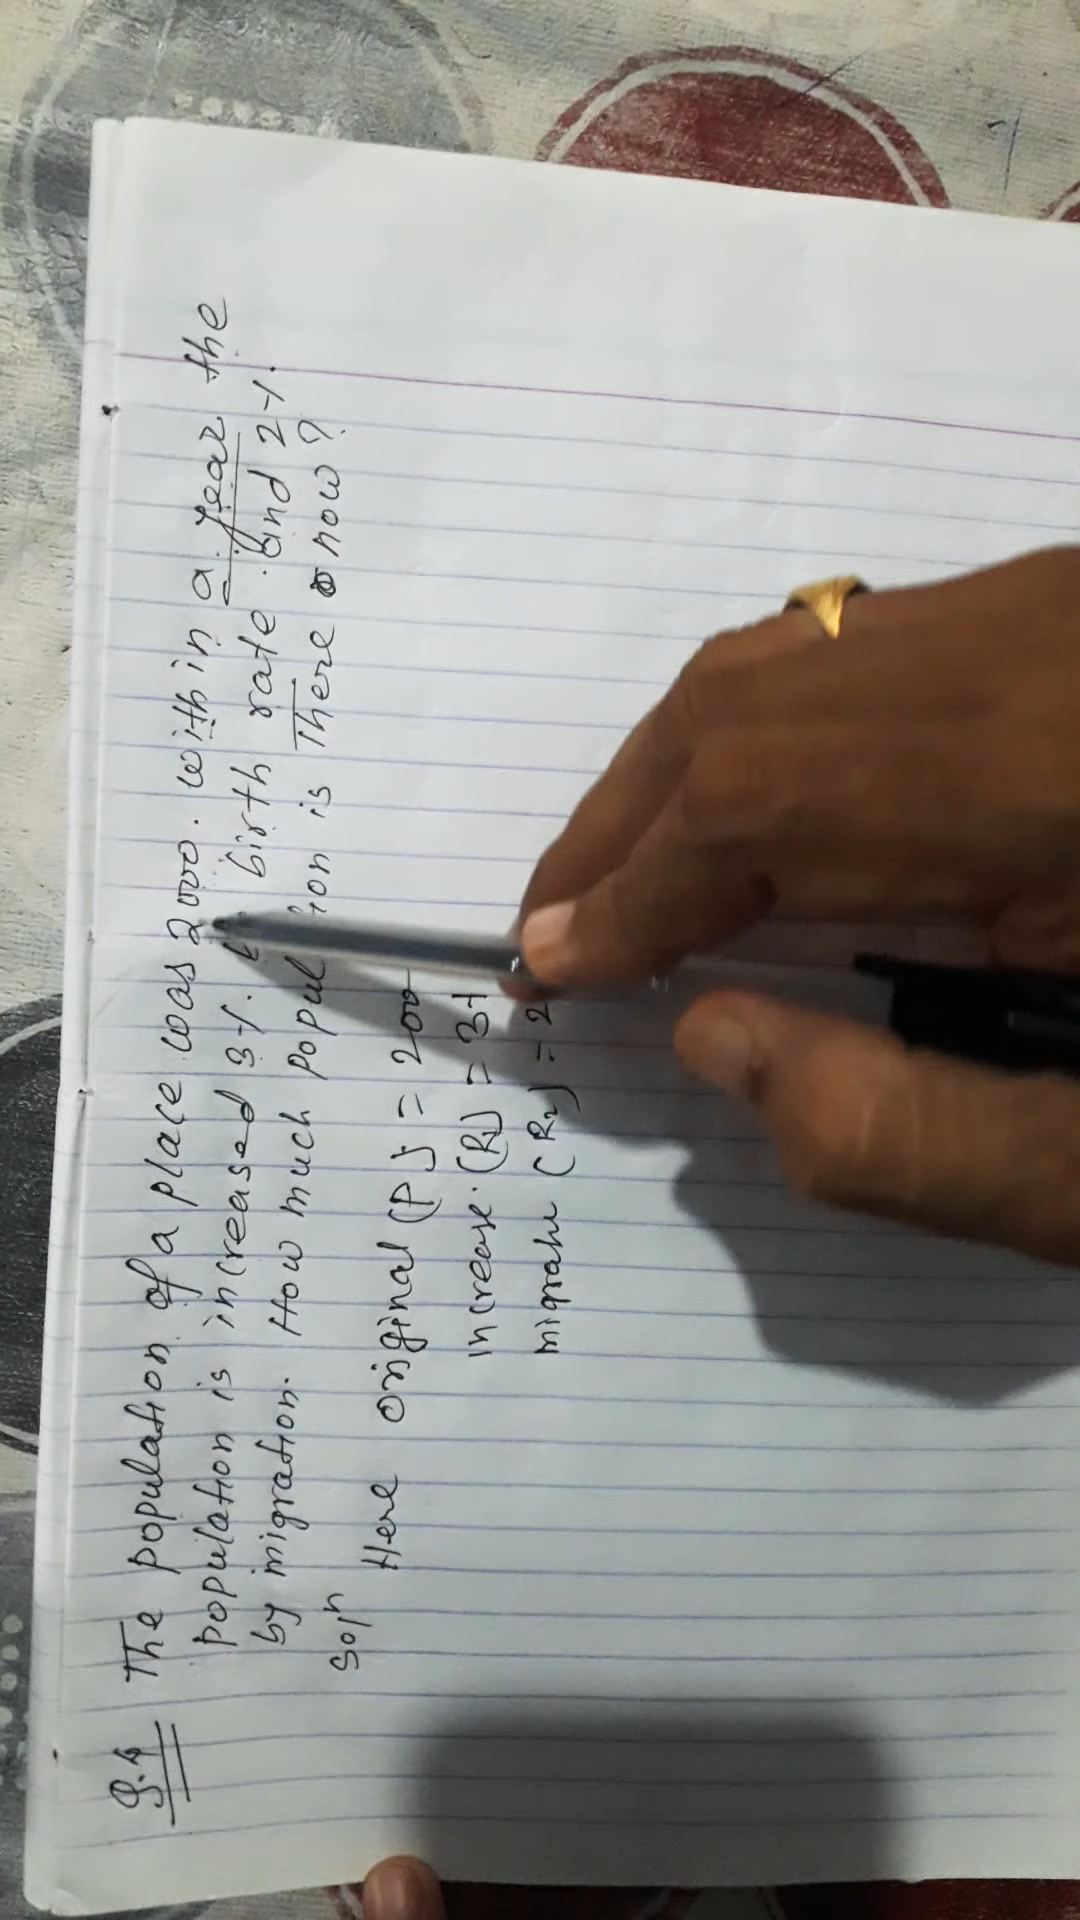 Q.4 The population of a place was 2000. within a year the
population is increased 3%. birth rate and 2%
by migration. How much population is There now?
Solⁿ
Here original (P) = 200
increase (R₁) = 3%
migrate (R₂) = 2